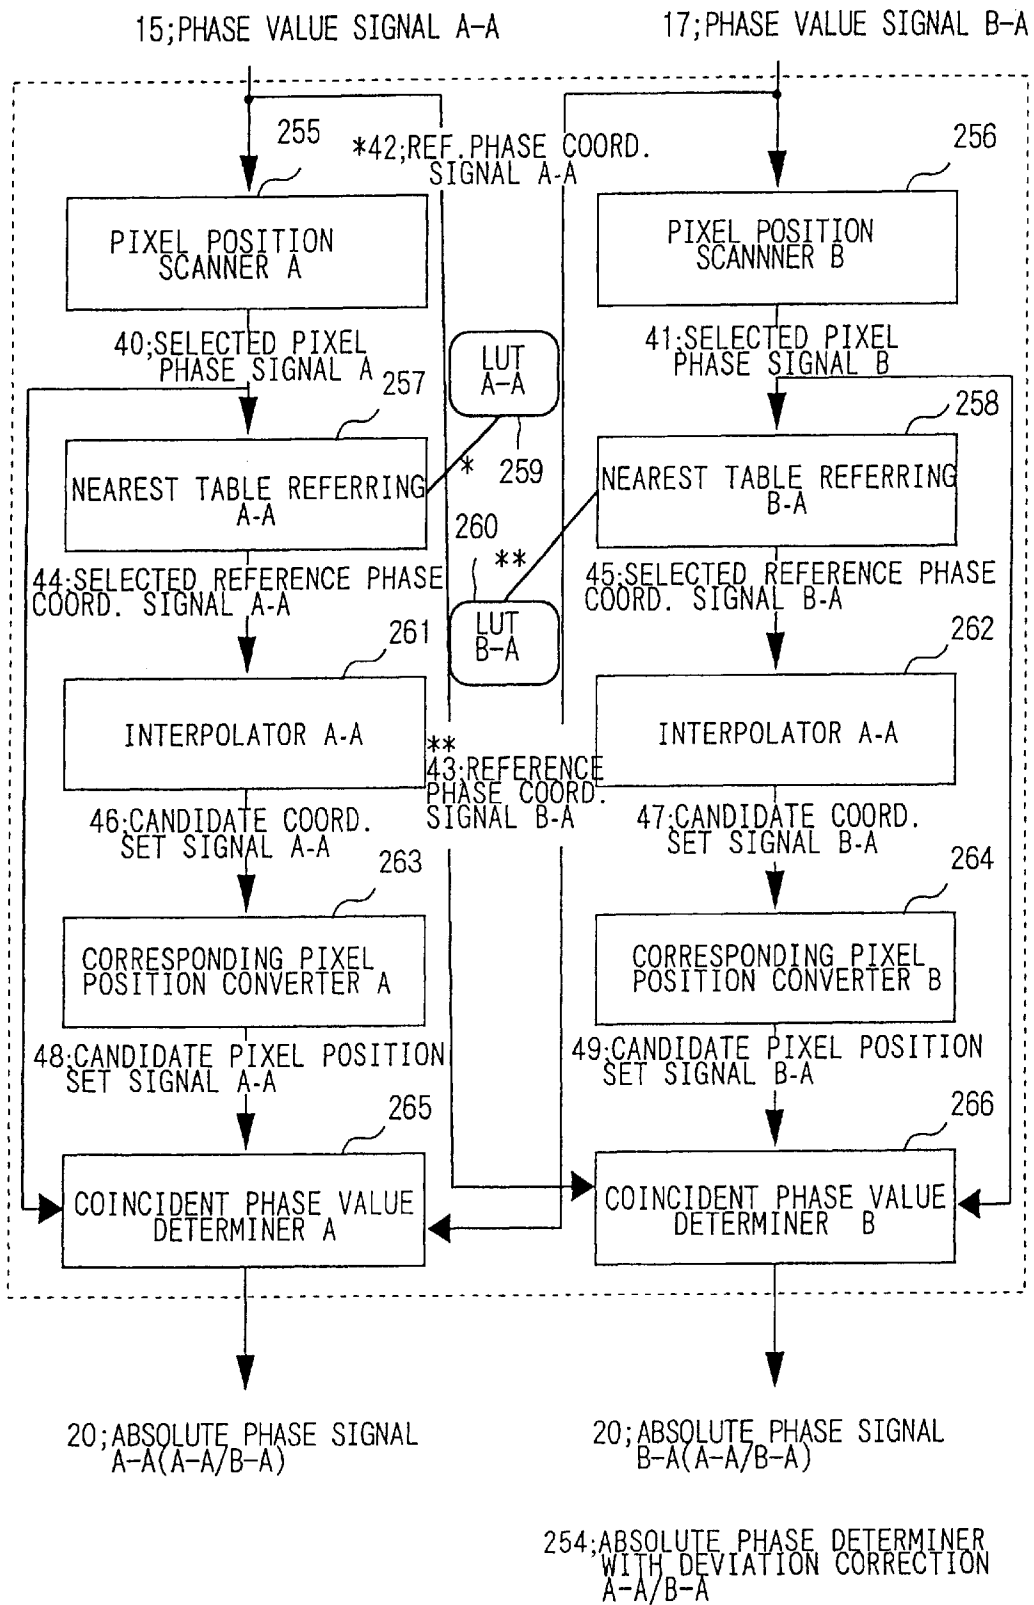 15;PHASE VALUE SIGNAL A-A
17;PHASE VALUE SIGNAL B-A
255
*42;REF.PHASE COORD.
SIGNAL A-A
256
PIXEL POSITION
SCANNER A
PIXEL POSITION
SCANNNER B
40;SELECTED PIXEL
PHASE SIGNAL A
41;SELECTED PIXEL
PHASE SIGNAL B
LUT
A-A
257
258
259
*
NEAREST TABLE REFERRING
A-A
NEAREST TABLE REFERRING
B-A
260
**
44;SELECTED REFERENCE PHASE
COORD. SIGNAL A-A
45;SELECTED REFERENCE PHASE
COORD. SIGNAL B-A
LUT
B-A
261
262
INTERPOLATOR A-A
INTERPOLATOR A-A
**
43;REFERENCE
PHASE COORD.
SIGNAL B-A
46;CANDIDATE COORD.
SET SIGNAL A-A
47;CANDIDATE COORD.
SET SIGNAL B-A
263
264
CORRESPONDING PIXEL
POSITION CONVERTER A
CORRESPONDING PIXEL
POSITION CONVERTER B
48;CANDIDATE PIXEL POSITION
SET SIGNAL A-A
49;CANDIDATE PIXEL POSITION
SET SIGNAL B-A
265
266
COINCIDENT PHASE VALUE
DETERMINER A
COINCIDENT PHASE VALUE
DETERMINER B
20;ABSOLUTE PHASE SIGNAL
A-A(A-A/B-A)
20;ABSOLUTE PHASE SIGNAL
B-A(A-A/B-A)
254;ABSOLUTE PHASE DETERMINER
WITH DEVIATION CORRECTION
A-A/B-A